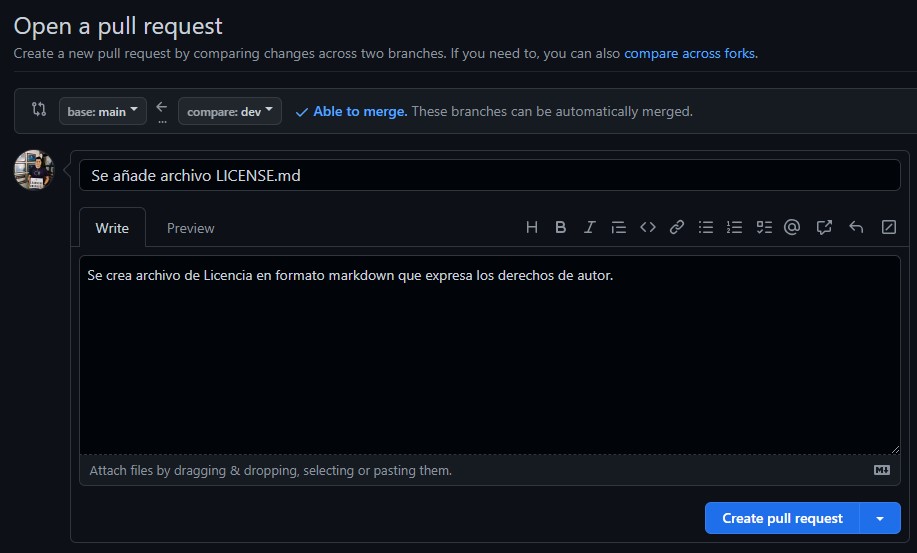 Open a pull request
Create a new pull request by comparing changes across two branches. If you need to, you can also compare across forks.
base: main ← ... compare: dev ✓ Able to merge. These branches can be automatically merged.
Se añade archivo LICENSE.md
Write Preview
Se crea archivo de Licencia en formato markdown que expresa los derechos de autor.
Attach files by dragging & dropping, selecting or pasting them.
Create pull request